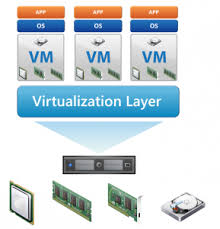 APP APP APP
OS OS OS
VM VM VM
Virtualization Layer